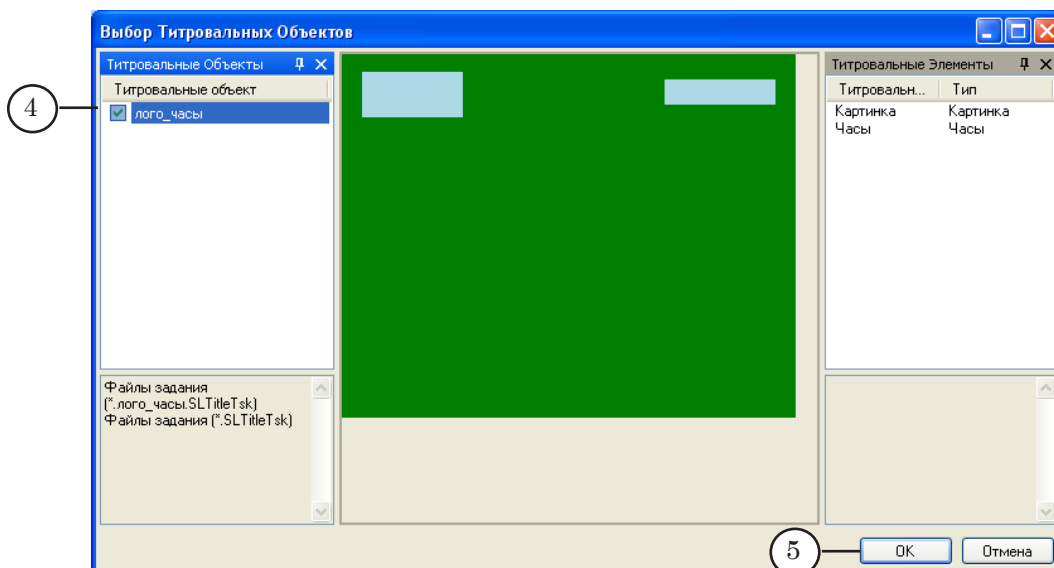 Выбор Титровальных Объектов
Титровальные Объекты
Титровальные объект
4
лого_часы
Файлы задания
(*.лого_часы.SLTitleTsk)
Файлы задания (*.SLTitleTsk)
Титровальные Элементы
Титровальн... Тип
Картинка Картинка
Часы Часы
5
OK Отмена